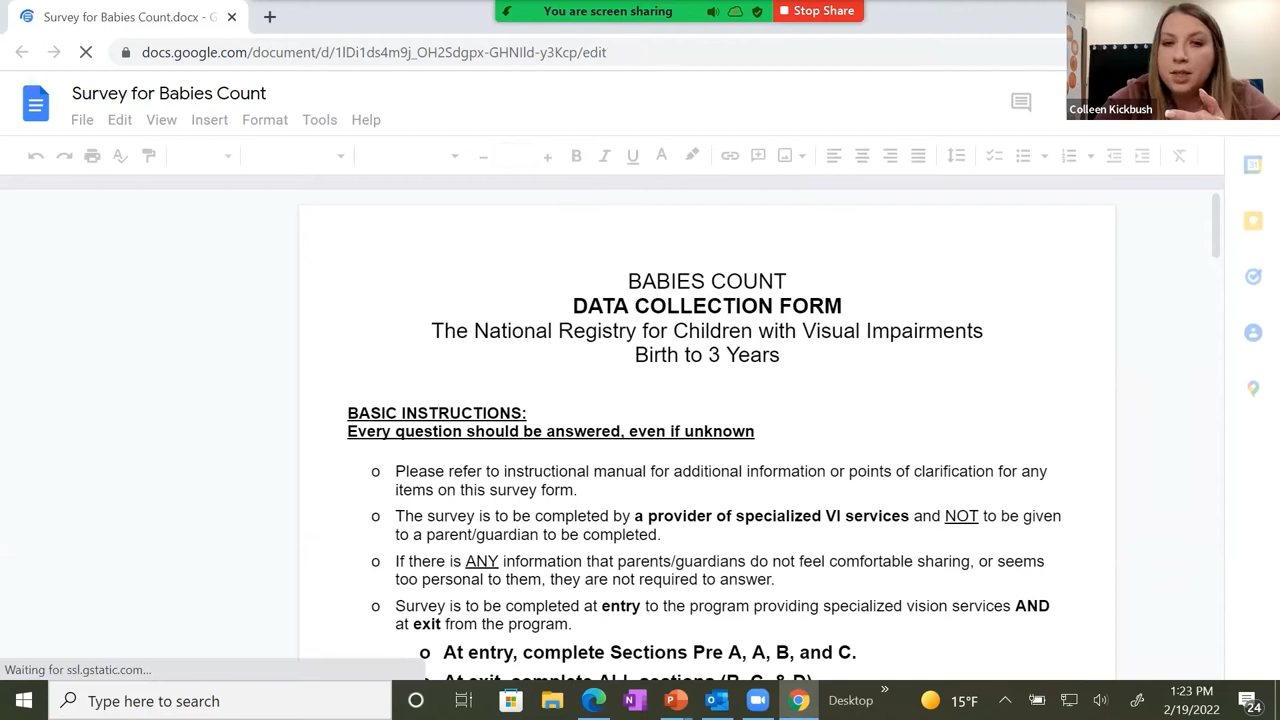 Survey for Babies Count.docx - G
You are screen sharing
Stop Share
docs.google.com/document/d/1lDi1ds4m9j_OH2Sdgpx-GHNIld-y3Kcp/edit
Survey for Babies Count
File Edit View Insert Format Tools Help
Colleen Kickbush
BABIES COUNT
DATA COLLECTION FORM
The National Registry for Children with Visual Impairments
Birth to 3 Years
BASIC INSTRUCTIONS:
Every question should be answered, even if unknown
o Please refer to instructional manual for additional information or points of clarification for any
items on this survey form.
o The survey is to be completed by a provider of specialized VI services and NOT to be given
to a parent/guardian to be completed.
o If there is ANY information that parents/guardians do not feel comfortable sharing, or seems
too personal to them, they are not required to answer.
o Survey is to be completed at entry to the program providing specialized vision services AND
at exit from the program.
o At entry, complete Sections Pre A, A, B, and C.
At exit, complete ALL sections (B, C, & D)
Waiting for ssl.gstatic.com...
Type here to search
Desktop
15°F
1:23 PM
2/19/2022
24